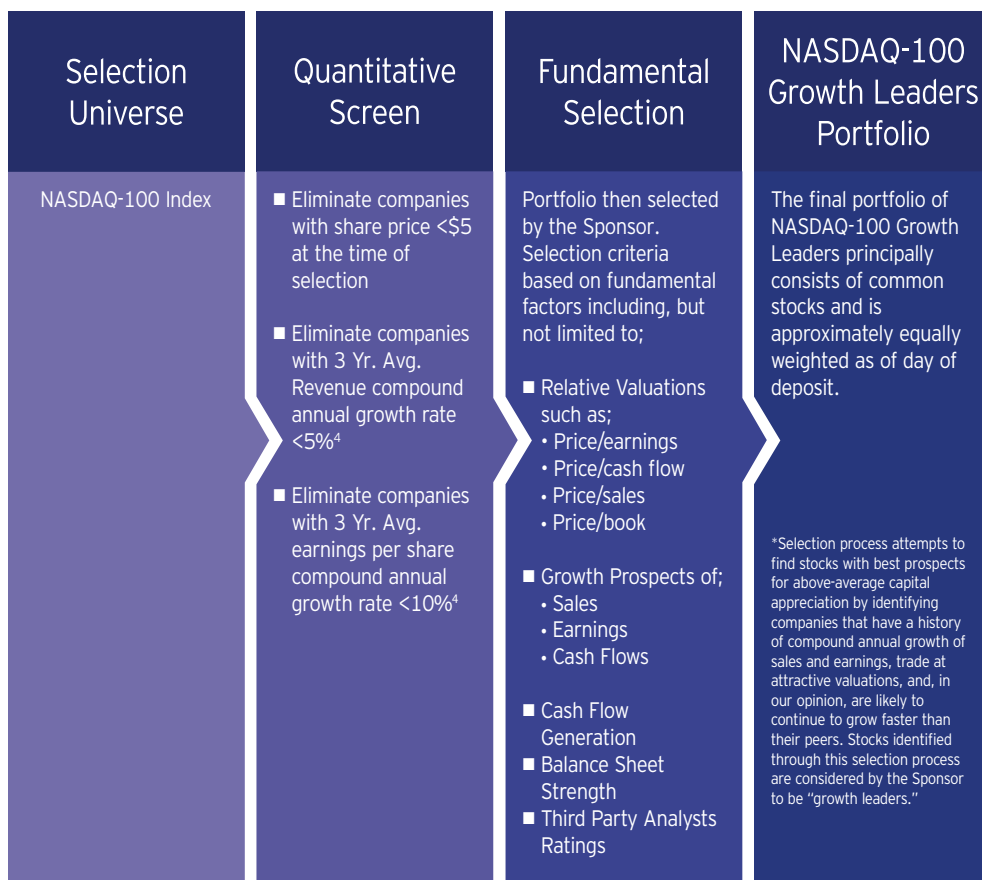 Selection
Universe
NASDAQ-100 Index
Quantitative
Screen
■ Eliminate companies
with share price <$5
at the time of
selection
■ Eliminate companies
with 3 Yr. Avg.
Revenue compound
annual growth rate
<5%⁴
■ Eliminate companies
with 3 Yr. Avg.
earnings per share
compound annual
growth rate <10%⁴
Fundamental
Selection
Portfolio then selected
by the Sponsor.
Selection criteria
based on fundamental
factors including, but
not limited to;
■ Relative Valuations
such as;
• Price/earnings
• Price/cash flow
• Price/sales
• Price/book
■ Growth Prospects of;
• Sales
• Earnings
• Cash Flows
■ Cash Flow
Generation
■ Balance Sheet
Strength
■ Third Party Analysts
Ratings
NASDAQ-100
Growth Leaders
Portfolio
The final portfolio of
NASDAQ-100 Growth
Leaders principally
consists of common
stocks and is
approximately equally
weighted as of day of
deposit.
*Selection process attempts to
find stocks with best prospects
for above-average capital
appreciation by identifying
companies that have a history
of compound annual growth of
sales and earnings, trade at
attractive valuations, and, in
our opinion, are likely to
continue to grow faster than
their peers. Stocks identified
through this selection process
are considered by the Sponsor
to be “growth leaders.”